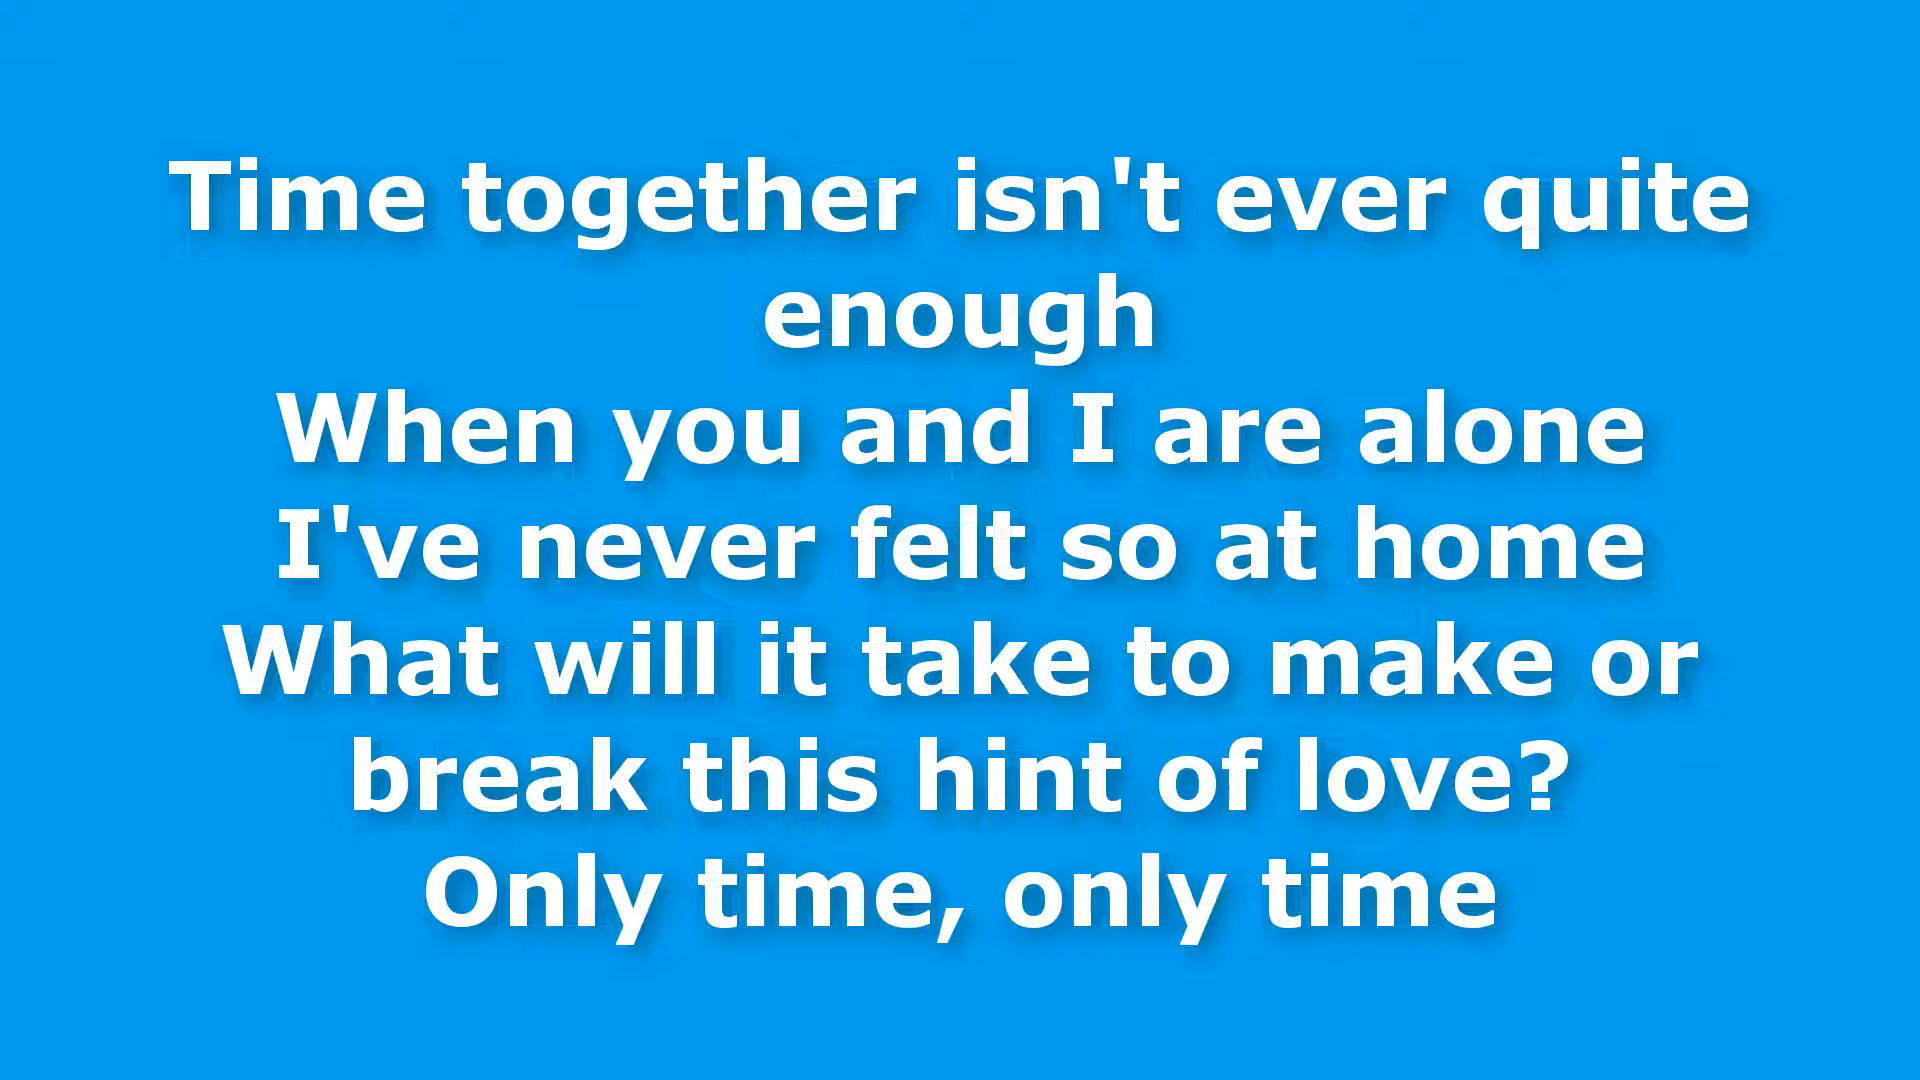 Time together isn't ever quite
enough
When you and I are alone
I've never felt so at home
What will it take to make or
break this hint of love?
Only time, only time